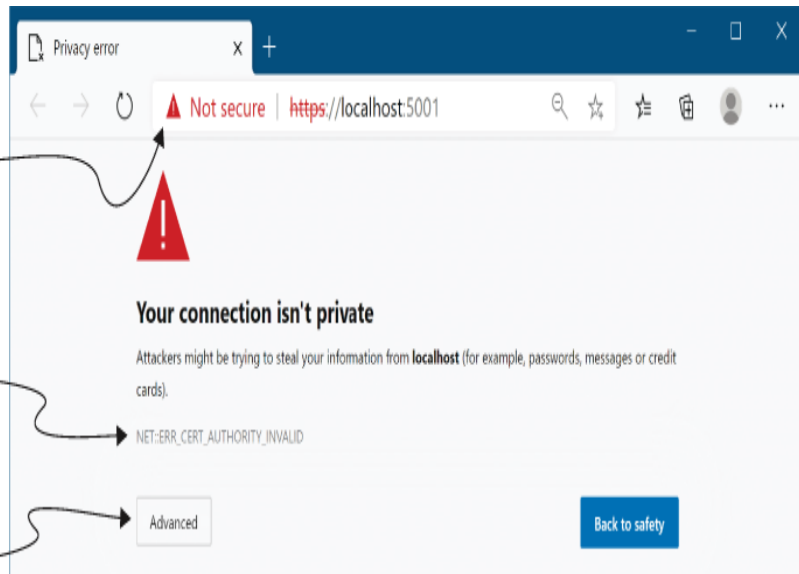 Privacy error
Not secure | https://localhost:5001
Your connection isn't private
Attackers might be trying to steal your information from localhost (for example, passwords, messages or credit
cards).
NET::ERR_CERT_AUTHORITY_INVALID
Advanced
Back to safety